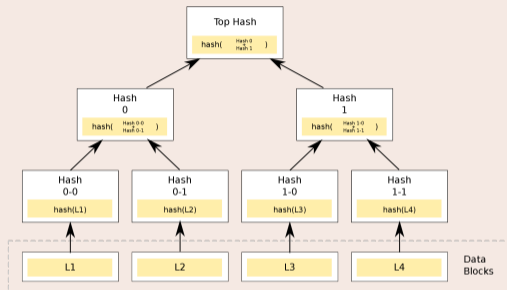 Top Hash
hash( Hash 0 + Hash 1 )
Hash
0
hash( Hash 0-0 + Hash 0-1 )
Hash
1
hash( Hash 1-0 + Hash 1-1 )
Hash
0-0
hash(L1)
Hash
0-1
hash(L2)
Hash
1-0
hash(L3)
Hash
1-1
hash(L4)
L1
L2
L3
L4
Data
Blocks